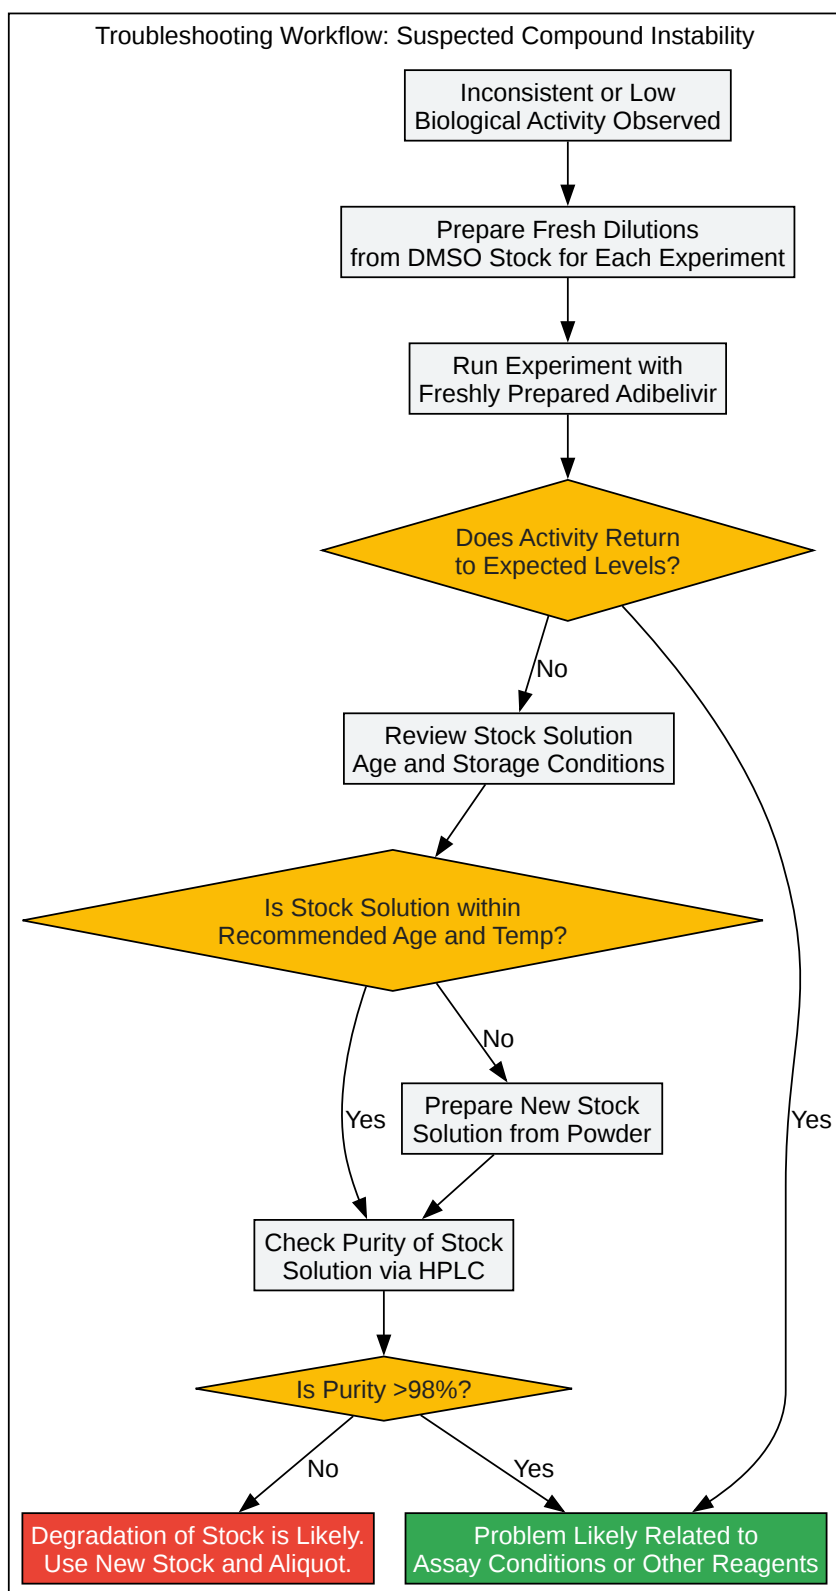 Troubleshooting Workflow: Suspected Compound Instability
Inconsistent or Low
Biological Activity Observed
Prepare Fresh Dilutions
from DMSO Stock for Each Experiment
Run Experiment with
Freshly Prepared Adibelivir
Does Activity Return
to Expected Levels?
No
Review Stock Solution
Age and Storage Conditions
Is Stock Solution within
Recommended Age and Temp?
No
Yes
Prepare New Stock
Solution from Powder
Yes
Check Purity of Stock
Solution via HPLC
Is Purity >98%?
No
Yes
Degradation of Stock is Likely.
Use New Stock and Aliquot.
Problem Likely Related to
Assay Conditions or Other Reagents